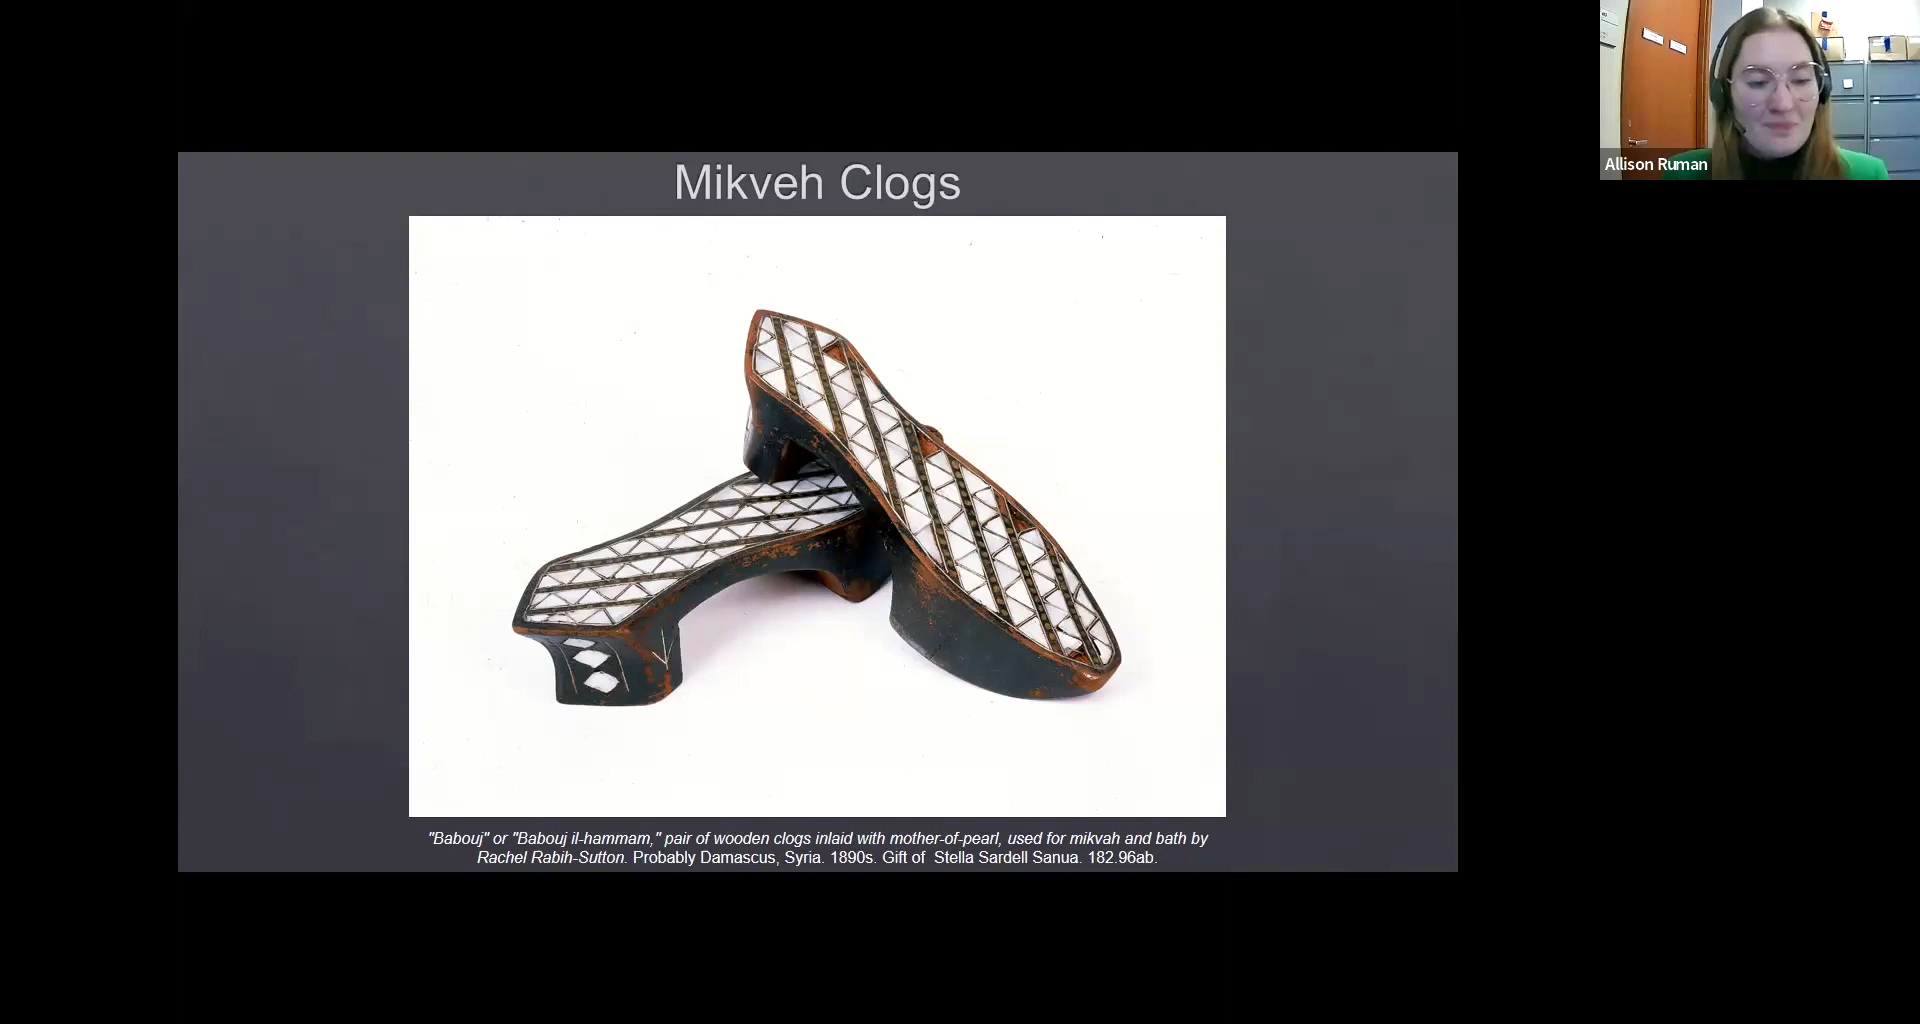 Mikveh Clogs
"Babouj" or "Babouj il-hammam," pair of wooden clogs inlaid with mother-of-pearl, used for mikvah and bath by
Rachel Rabih-Sutton. Probably Damascus, Syria. 1890s. Gift of  Stella Sardell Sanua. 182.96ab.
Allison Ruman